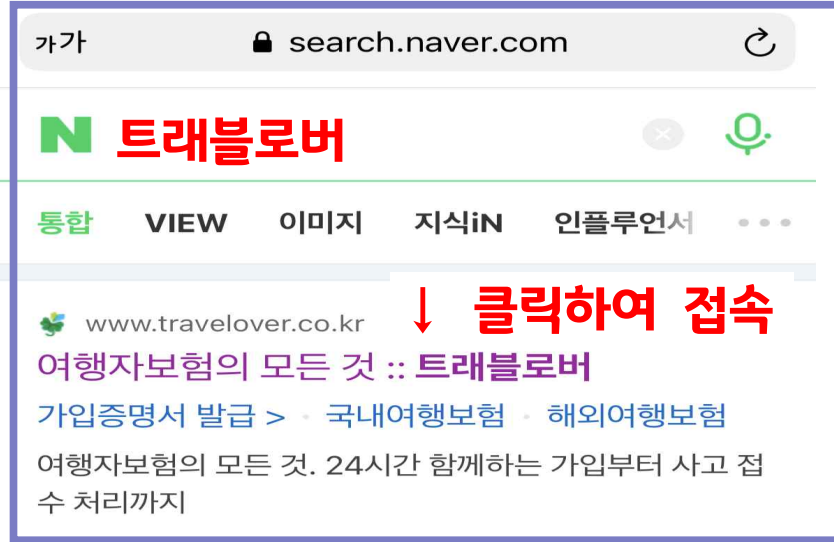 가가 search.naver.com
N 트래블로버
통합 VIEW 이미지 지식iN 인플루언서
↓ 클릭하여 접속
www.travelover.co.kr
여행자보험의 모든 것 :: 트래블로버
가입증명서 발급 > · 국내여행보험 · 해외여행보험
여행자보험의 모든 것. 24시간 함께하는 가입부터 사고 접
수 처리까지